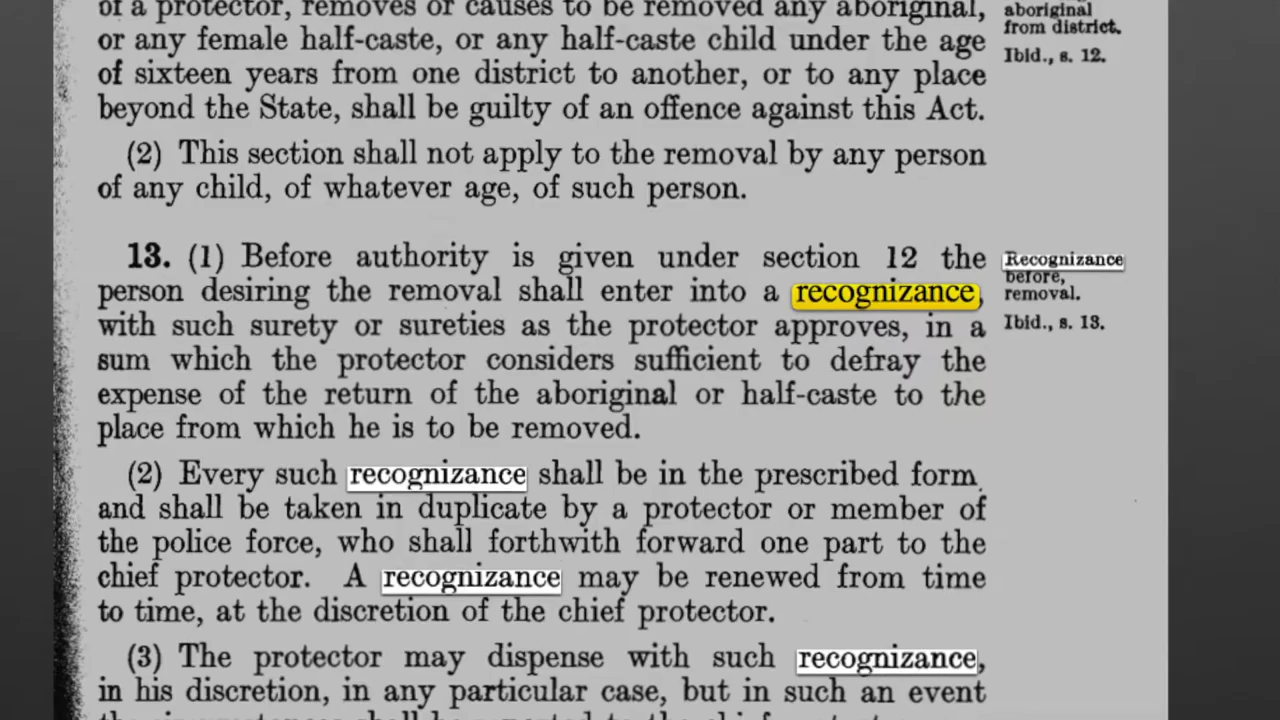 of a protector, removes or causes to be removed any aboriginal,
or any female half-caste, or any half-caste child under the age
of sixteen years from one district to another, or to any place
beyond the State, shall be guilty of an offence against this Act.
aboriginal
from district.
Ibid., s. 12.
(2) This section shall not apply to the removal by any person
of any child, of whatever age, of such person.
13. (1) Before authority is given under section 12 the
person desiring the removal shall enter into a recognizance,
with such surety or sureties as the protector approves, in a
sum which the protector considers sufficient to defray the
expense of the return of the aboriginal or half-caste to the
place from which he is to be removed.
Recognizance
before,
removal.
Ibid., s. 13.
(2) Every such recognizance shall be in the prescribed form
and shall be taken in duplicate by a protector or member of
the police force, who shall forthwith forward one part to the
chief protector. A recognizance may be renewed from time
to time, at the discretion of the chief protector.
(3) The protector may dispense with such recognizance,
in his discretion, in any particular case, but in such an event